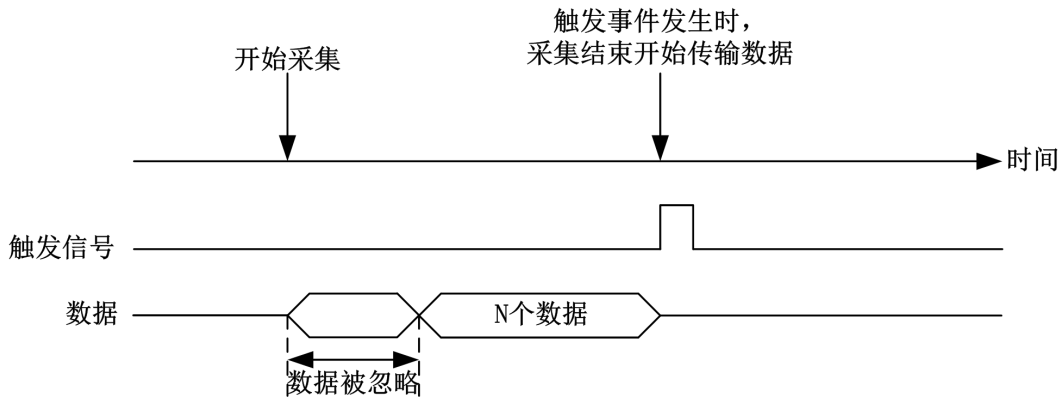 触发事件发生时，
采集结束开始传输数据
开始采集
时间
触发信号
数据
N个数据
数据被忽略